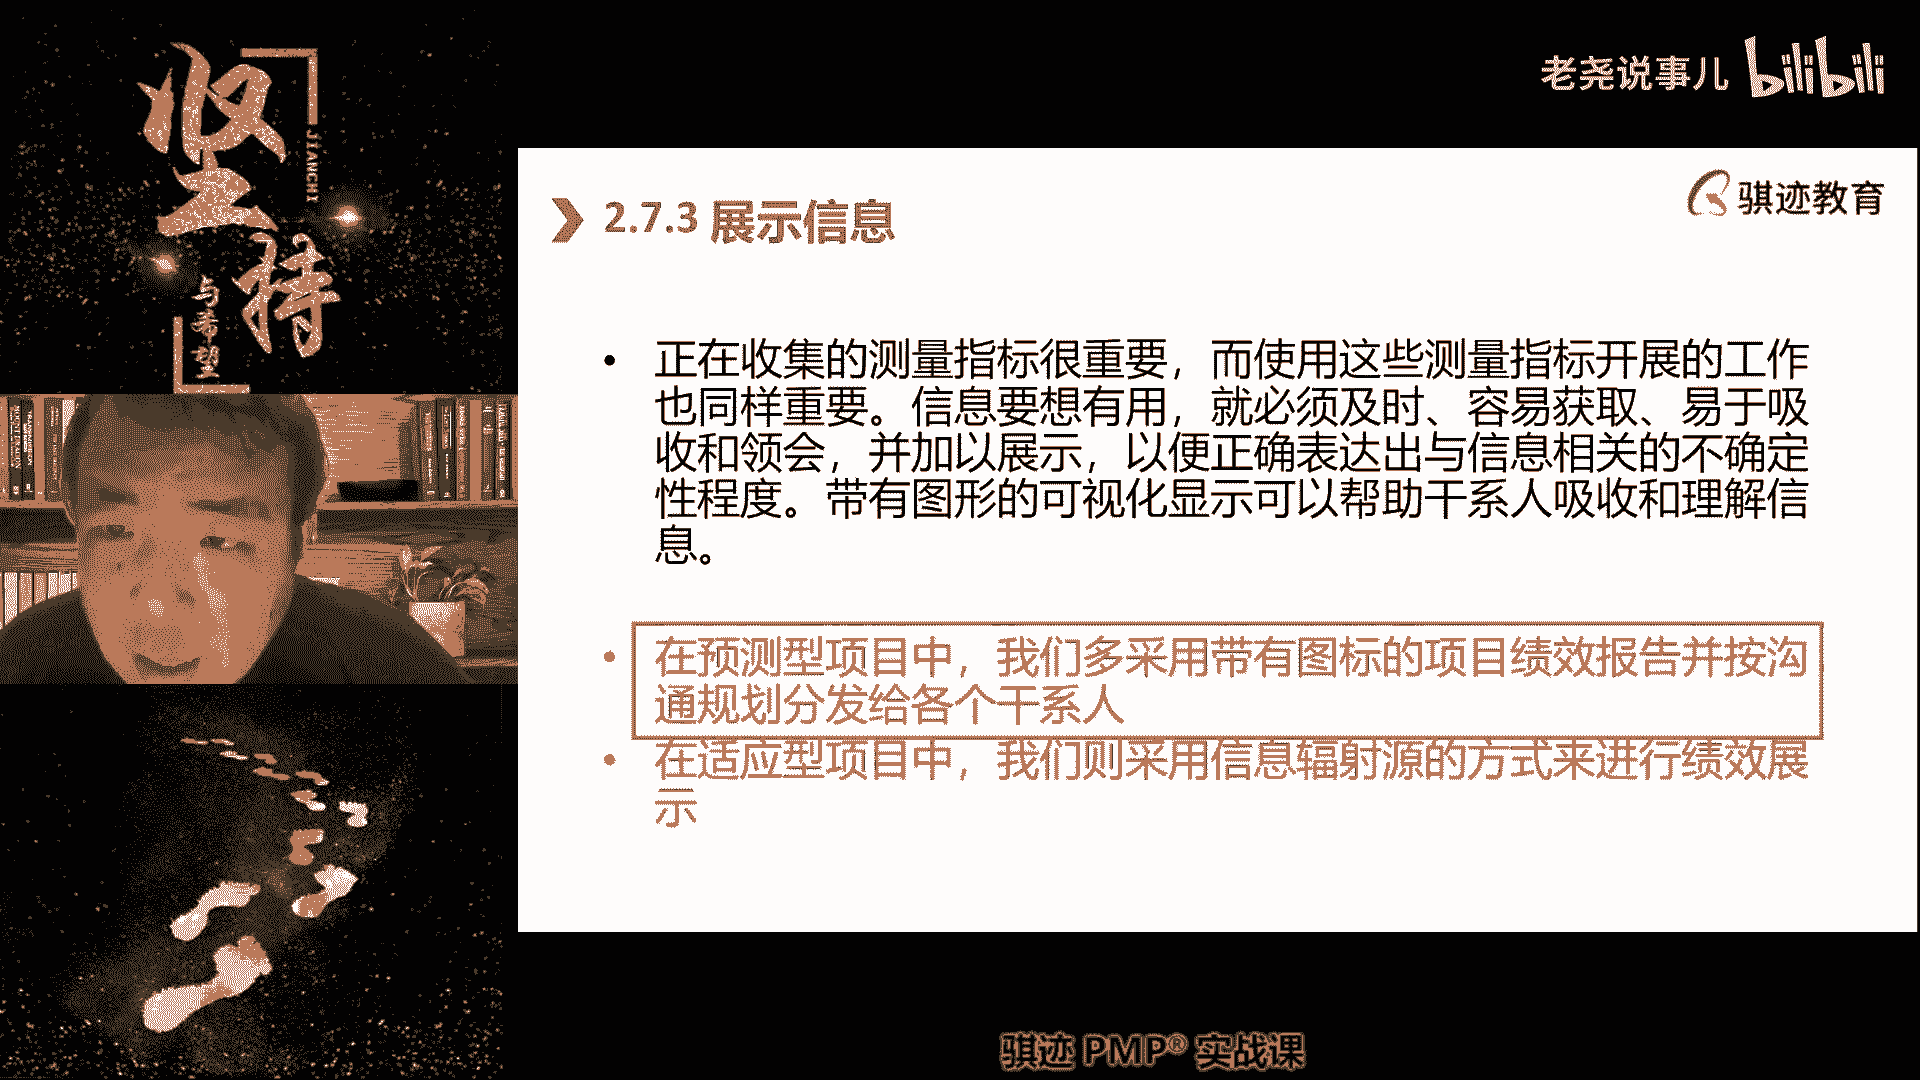 坚持
JIANCHI
与希望
老尧说事儿 bilibili
骐迹教育
2.7.3 展示信息
• 正在收集的测量指标很重要，而使用这些测量指标开展的工作
也同样重要。信息要想有用，就必须及时、容易获取、易于吸
收和领会，并加以展示，以便正确表达出与信息相关的不确定
性程度。带有图形的可视化显示可以帮助干系人吸收和理解信
息。
• 在预测型项目中，我们多采用带有图标的项目绩效报告并按沟
通规划分发给各个干系人
• 在适应型项目中，我们则采用信息辐射源的方式来进行绩效展
示
骐迹 PMP® 实战课